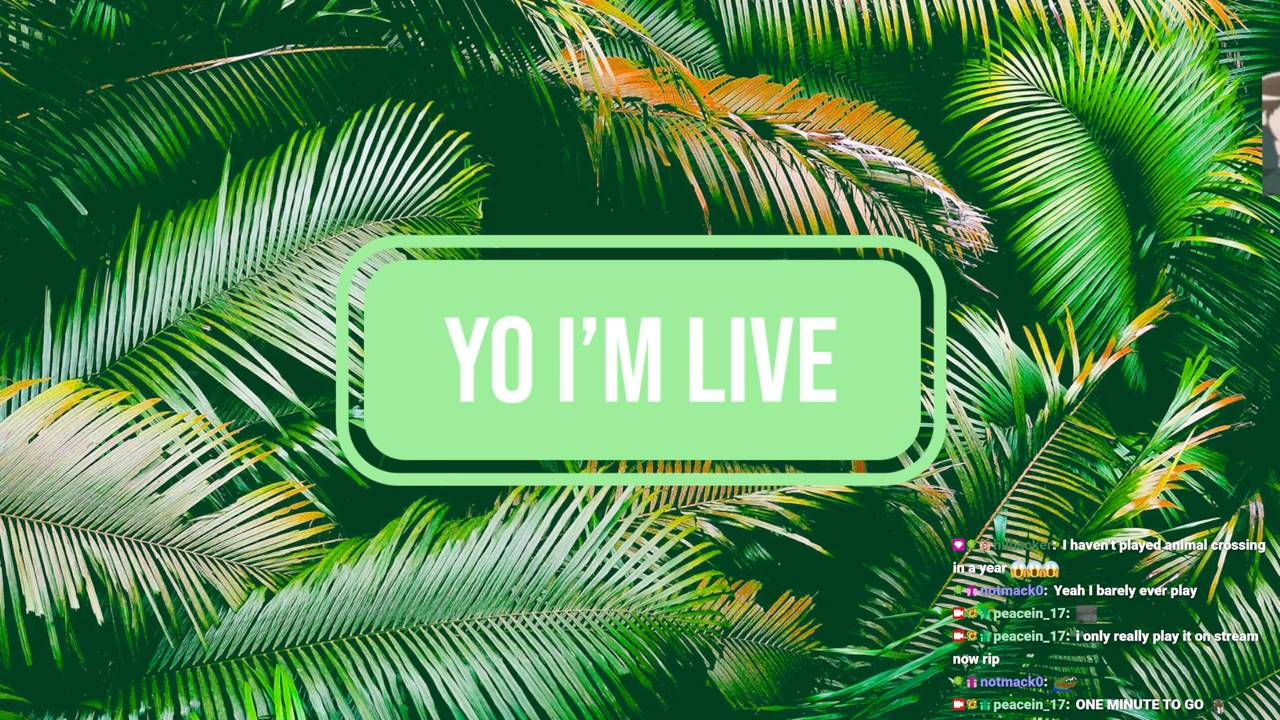 YO I'M LIVE
: I haven't played animal crossing
in a year
notmack0: Yeah I barely ever play
peacein_17:
peacein_17: i only really play it on stream
now rip
notmack0:
peacein_17: ONE MINUTE TO GO